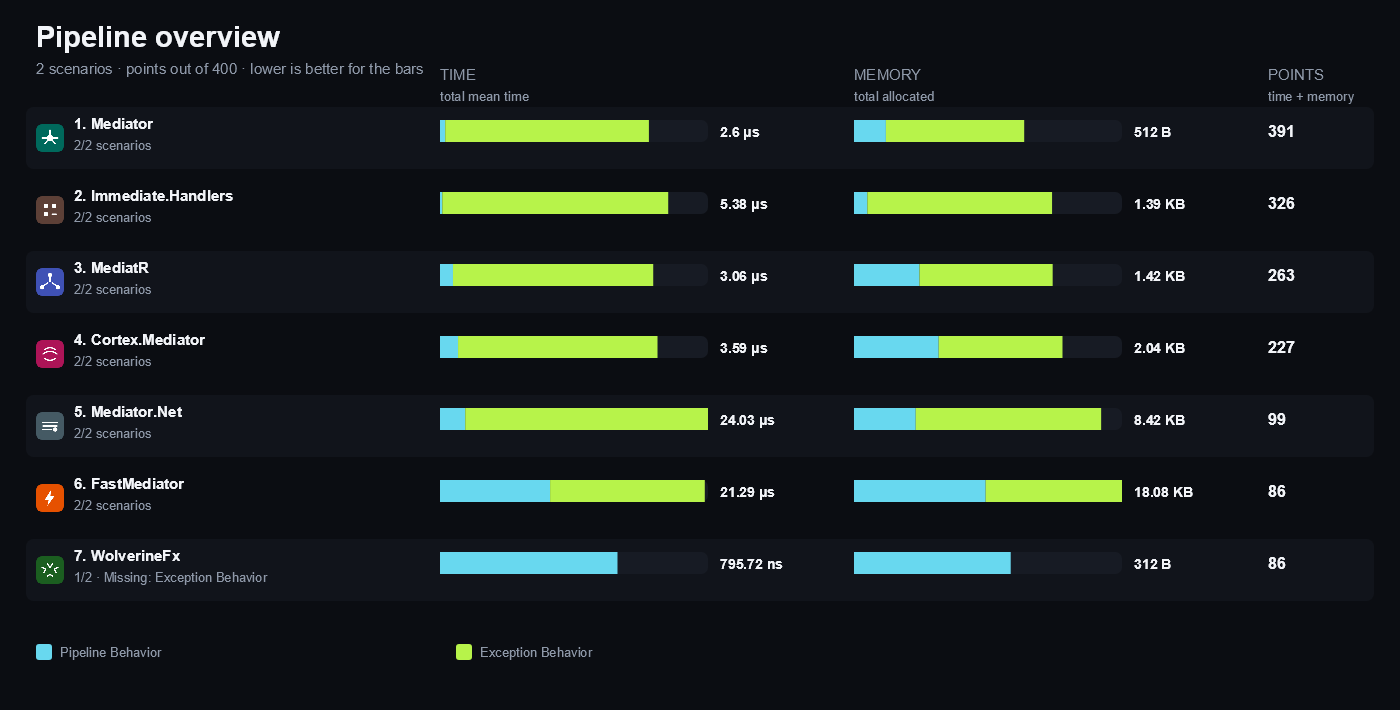 Pipeline overview
2 scenarios · points out of 400 · lower is better for the bars
TIME
total mean time
MEMORY
total allocated
POINTS
time + memory
1. Mediator
2/2 scenarios
2.6 µs
512 B
391
2. Immediate.Handlers
2/2 scenarios
5.38 µs
1.39 KB
326
3. MediatR
2/2 scenarios
3.06 µs
1.42 KB
263
4. Cortex.Mediator
2/2 scenarios
3.59 µs
2.04 KB
227
5. Mediator.Net
2/2 scenarios
24.03 µs
8.42 KB
99
6. FastMediator
2/2 scenarios
21.29 µs
18.08 KB
86
7. WolverineFx
1/2 · Missing: Exception Behavior
795.72 ns
312 B
86
Pipeline Behavior
Exception Behavior